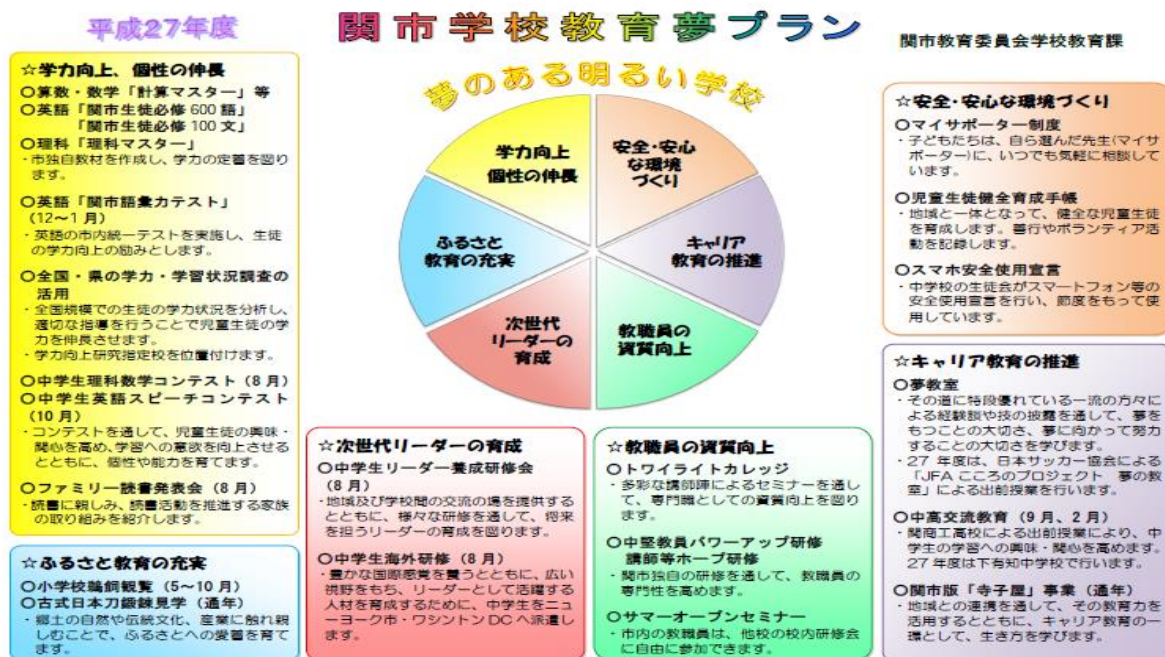 平成27年度
関市学校教育夢プラン
関市教育委員会学校教育課
☆学力向上、個性の伸長
○算数・数学「計算マスター」等
○英語「関市生徒必修600語」
「関市生徒必修100文」
○理科「理科マスター」
・市独自教材を作成し、学力の定着を図り
ます。
○英語「関市語彙力テスト」
(12～1月)
・英語の市内統一テストを実施し、生徒
の学力向上の励みとします。
○全国・県の学力・学習状況調査の
活用
・全国規模での生徒の学力状況を分析し、
適切な指導を行うことで児童生徒の学
力を伸長させます。
・学力向上研究指定校を位置付けます。
○中学生理科数学コンテスト(8月)
○中学生英語スピーチコンテスト
(10月)
・コンテストを通して、児童生徒の興味・
関心を高め、学習への意欲を向上させる
とともに、個性や能力を育てます。
○ファミリー読書発表会(8月)
・読書に親しみ、読書活動を推進する家族
の取り組みを紹介します。
☆ふるさと教育の充実
○小学校鵜飼観覧(5～10月)
○古式日本刀鍛錬見学(通年)
・郷土の自然や伝統文化、産業に触れ親
しむことで、ふるさとへの愛着を育て
ます。
夢のある明るい学校
学力向上
個性の伸長
安全・安心
な環境
づくり
ふるさと
教育の充実
キャリア
教育の推進
次世代
リーダーの
育成
教職員の
資質向上
☆次世代リーダーの育成
○中学生リーダー養成研修会
(8月)
・地域及び学校間の交流の場を提供する
とともに、様々な研修を通して、将来
を担うリーダーの育成を図ります。
○中学生海外研修(8月)
・豊かな国際感覚を養うとともに、広い
視野をもち、リーダーとして活躍する
人材を育成するために、中学生をニュ
ーヨーク市・ワシントンDCへ派遣し
ます。
☆教職員の資質向上
○トワイライトカレッジ
・多彩な講師陣によるセミナーを通し
て、専門職としての資質向上を図り
ます。
○中堅教員パワーアップ研修
講師等ホープ研修
・関市独自の研修を通して、教職員の
専門性を高めます。
○サマーオープンセミナー
・市内の教職員は、他校の校内研修会
に自由に参加できます。
☆安全・安心な環境づくり
○マイサポーター制度
・子どもたちは、自ら選んだ先生(マイサ
ポーター)に、いつでも気軽に相談して
います。
○児童生徒健全育成手帳
・地域と一体となって、健全な児童生徒
を育成します。善行やボランティア活
動を記録します。
○スマホ安全使用宣言
・中学校の生徒会がスマートフォン等の
安全使用宣言を行い、節度をもって使
用しています。
☆キャリア教育の推進
○夢教室
・その道に特段優れている一流の方々に
よる経験談や技の披露を通して、夢を
もつことの大切さ、夢に向かって努力
することの大切さを学びます。
・27年度は、日本サッカー協会による
「JFAこころのプロジェクト 夢の教
室」による出前授業を行います。
○中高交流教育(9月、2月)
・関商工高校による出前授業により、中
学生の学習への興味・関心を高めます。
27年度は下有知中学校で行います。
○関市版「寺子屋」事業(通年)
・地域との連携を通して、その教育力を
活用するとともに、キャリア教育の一
環として、生き方を学びます。